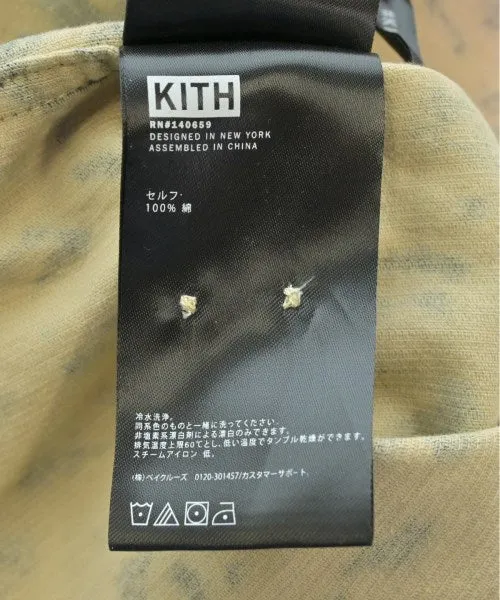 KITH
RN#140659
DESIGNED IN NEW YORK
ASSEMBLED IN CHINA
セルフ・
100% 綿
冷水洗浄。
同系色のものと一緒に洗ってください。
非塩素系漂白剤による漂白のみできます。
排気温度上限60てとし、低い温度でタンブル乾燥ができます。
スチームアイロン 低。
(株)ベイクルーズ 0120-301457/カスタマーサポート.